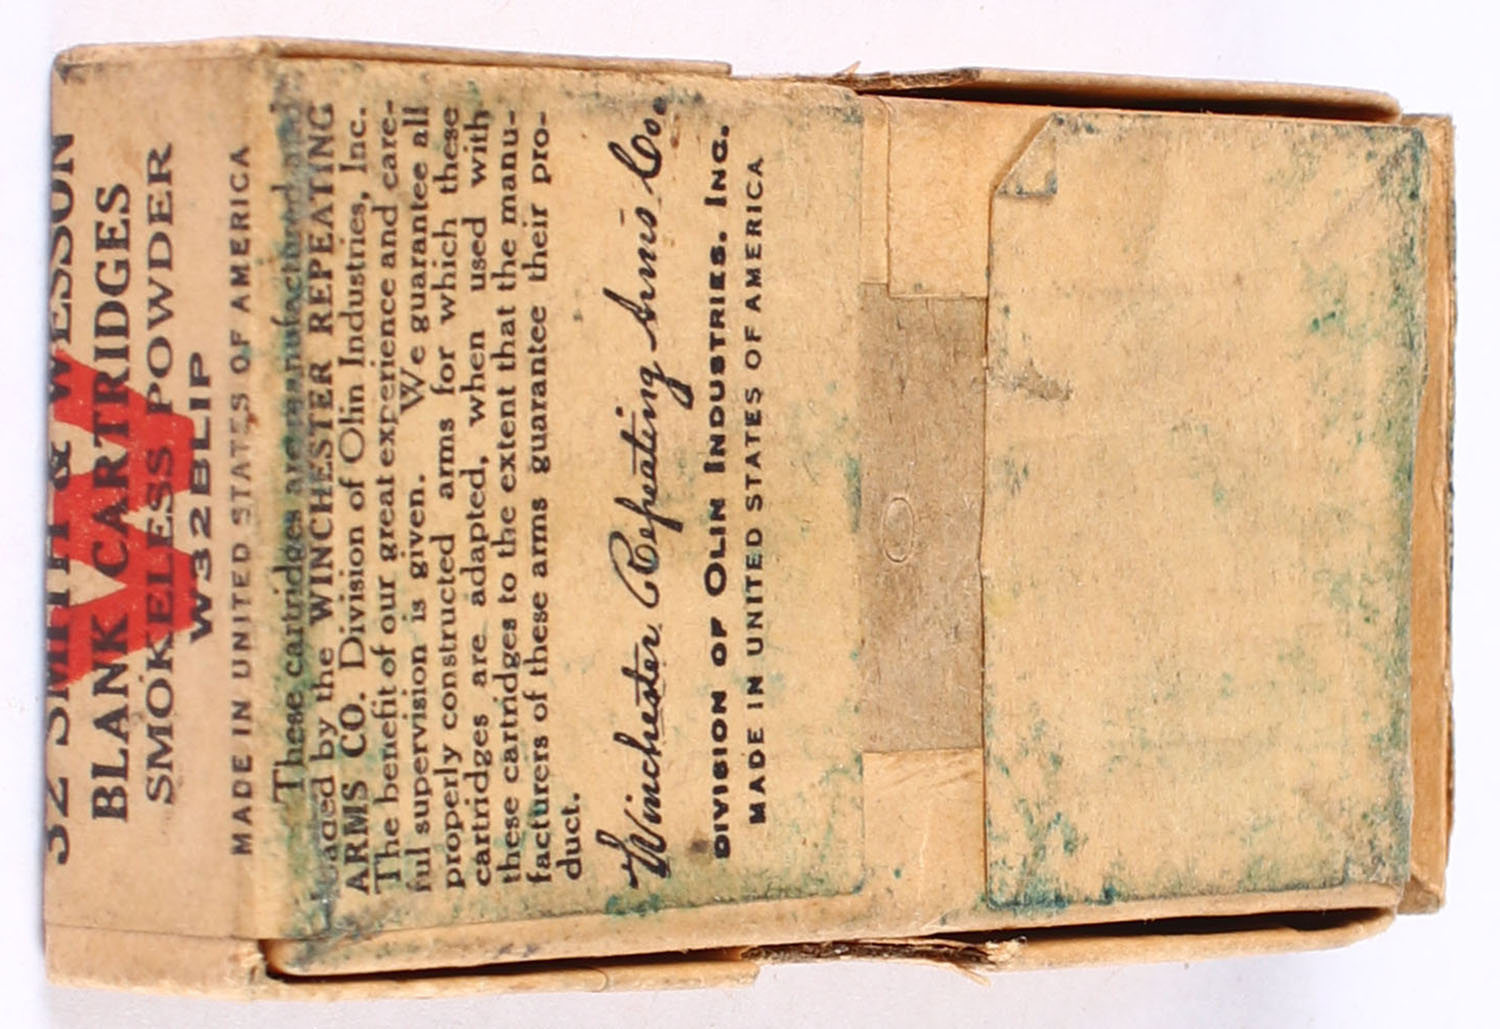 32 SMITH & WESSON
BLANK CARTRIDGES
SMOKELESS POWDER
W32BLIP
MADE IN UNITED STATES OF AMERICA
These cartridges are manufactured and
loaded by the WINCHESTER REPEATING
ARMS CO. Division of Olin Industries, Inc.
The benefit of our great experience and care-
ful supervision is given. We guarantee all
properly constructed arms for which these
cartridges are adapted, when used with
these cartridges to the extent that the manu-
facturers of these arms guarantee their pro-
duct.
Winchester Repeating Arms Co.
DIVISION OF OLIN INDUSTRIES, INC.
MADE IN UNITED STATES OF AMERICA